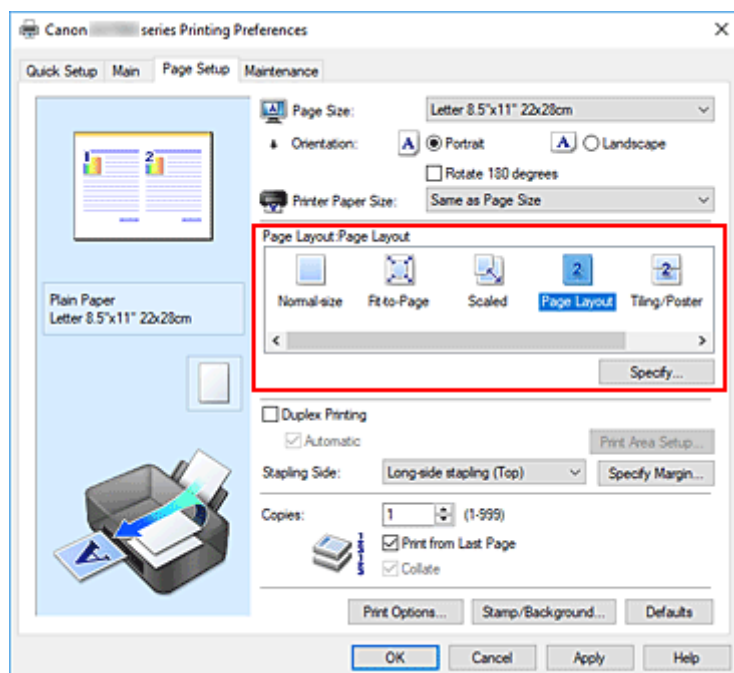 Canon series Printing Preferences
Quick Setup Main Page Setup Maintenance
1 2
Page Size: Letter 8.5"x11" 22x28cm
Orientation: A Portrait A Landscape
Rotate 180 degrees
Printer Paper Size: Same as Page Size
Page Layout:Page Layout
2 2
Normal-size Fit-to-Page Scaled Page Layout Tiling/Poster
Specify...
Plain Paper
Letter 8.5"x11" 22x28cm
Duplex Printing
Automatic Print Area Setup...
Stapling Side: Long-side stapling (Top) Specify Margin...
Copies: 1 (1-999)
Print from Last Page
Collate
A
Print Options... Stamp/Background... Defaults
OK Cancel Apply Help